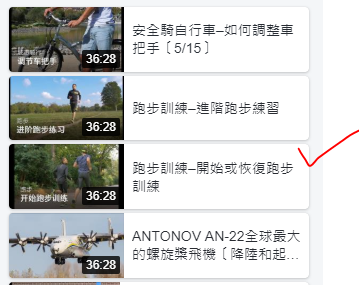 安全騎自行車–如何調整車
把手〔5/15〕
调节车把手
36:28
跑步訓練–進階跑步練習
跑步
进阶跑步练习
36:28
跑步訓練–開始或恢復跑步
訓練
跑步
开始跑步训练
36:28
ANTONOV AN-22全球最大
的螺旋槳飛機〔降陸和起...
36:28